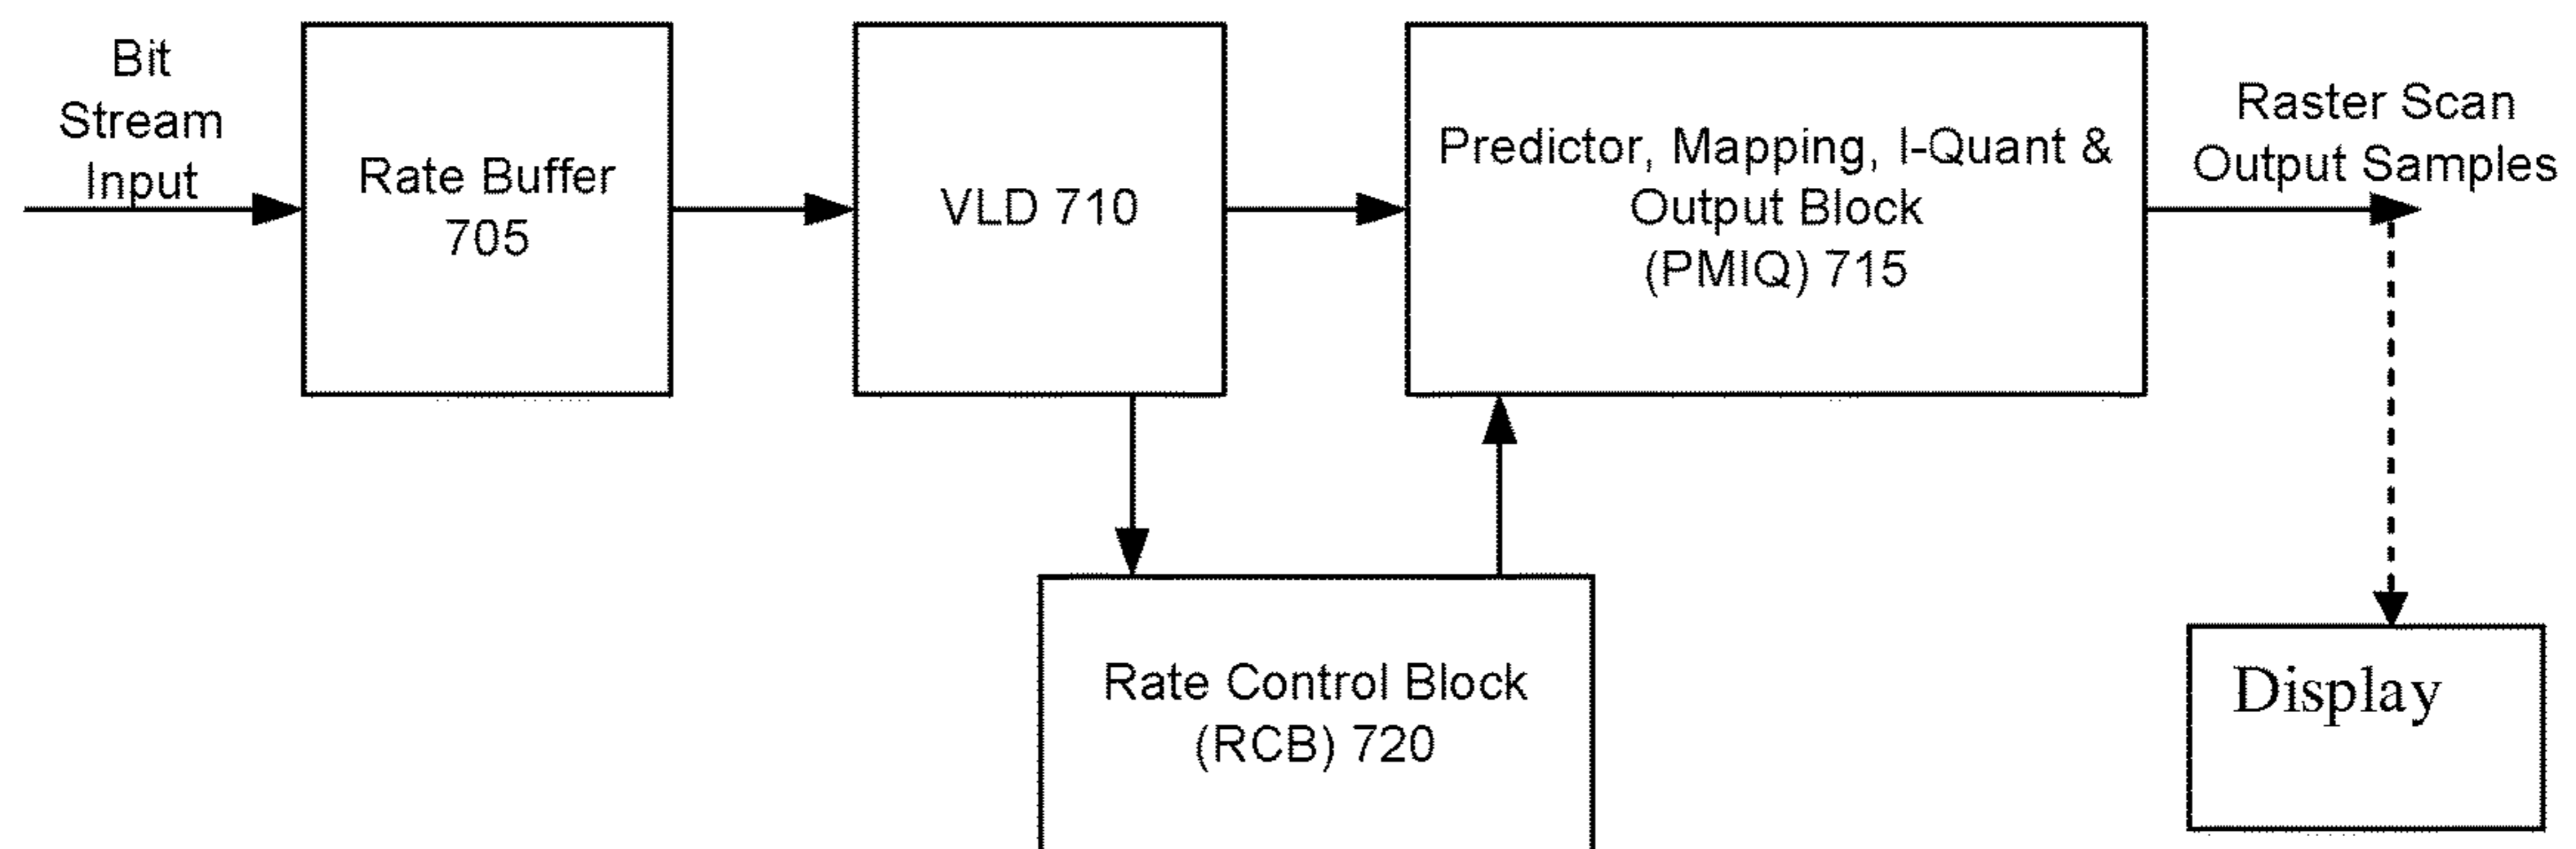 Bit
Stream
Input
Rate Buffer
705
VLD 710
Predictor, Mapping, I-Quant &
Output Block
(PMIQ) 715
Raster Scan
Output Samples
Rate Control Block
(RCB) 720
Display